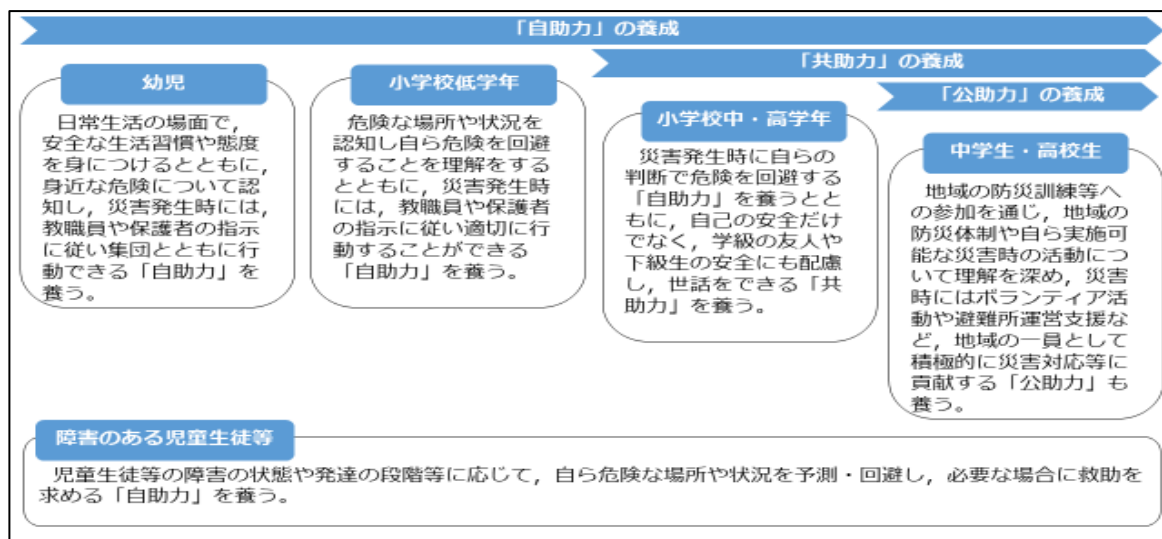 「自助力」の養成
「共助力」の養成
「公助力」の養成
幼児
日常生活の場面で,
安全な生活習慣や態度
を身につけるとともに,
身近な危険について認
知し,災害発生時には,
教職員や保護者の指示
に従い集団とともに行
動できる「自助力」を
養う。
小学校低学年
危険な場所や状況を
認知し自ら危険を回避
することを理解をする
とともに,災害発生時
には,教職員や保護者
の指示に従い適切に行
動することができる
「自助力」を養う。
小学校中・高学年
災害発生時に自らの
判断で危険を回避する
「自助力」を養うとと
もに,自己の安全だけ
でなく,学級の友人や
下級生の安全にも配慮
し,世話をできる「共
助力」を養う。
中学生・高校生
地域の防災訓練等へ
の参加を通じ,地域の
防災体制や自ら実施可
能な災害時の活動につ
いて理解を深め,災害
時にはボランティア活
動や避難所運営支援な
ど,地域の一員として
積極的に災害対応等に
貢献する「公助力」も
養う。
障害のある児童生徒等
児童生徒等の障害の状態や発達の段階等に応じて,自ら危険な場所や状況を予測・回避し,必要な場合に救助を
求める「自助力」を養う。